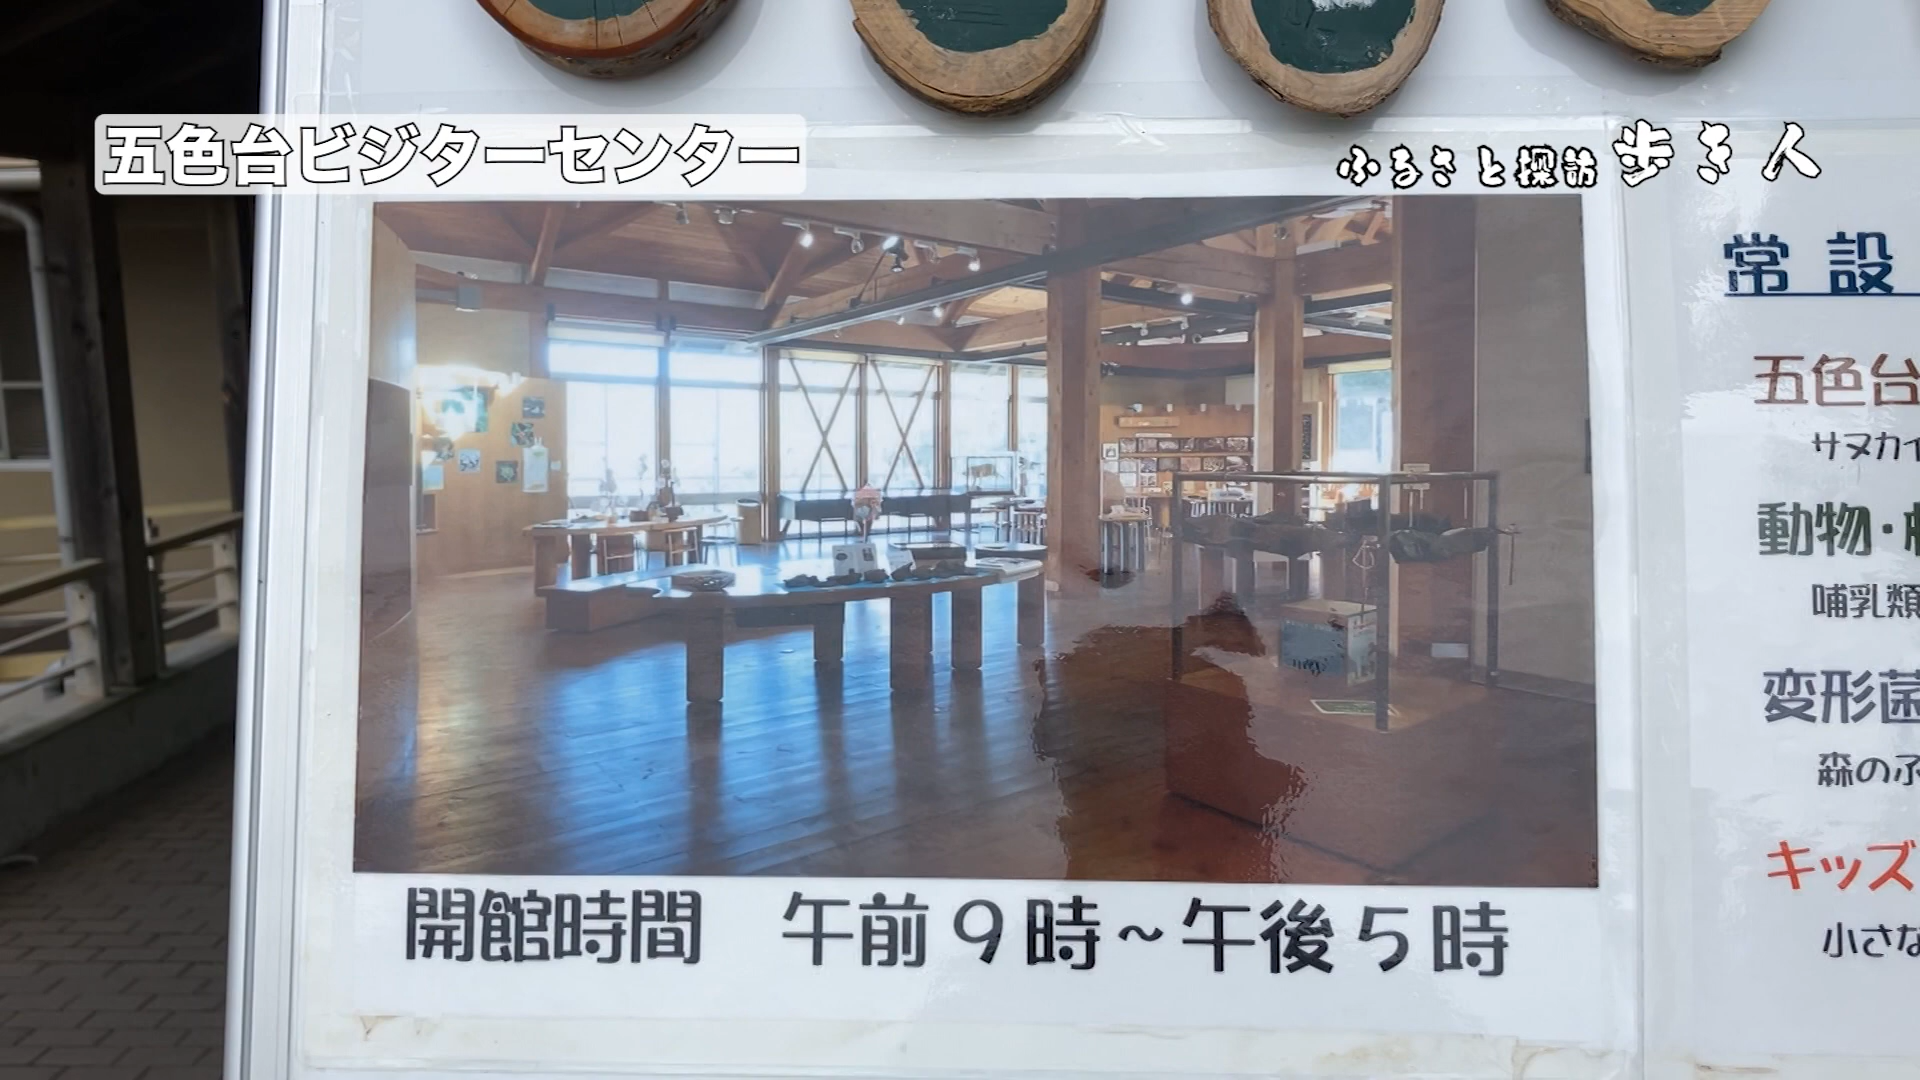 五色台ビジターセンター
ふるさと探訪 歩き人
常設
五色台
サヌカイ
動物・
哺乳類
変形菌
森のふ
キッズ
小さな
開館時間 午前９時~午後５時